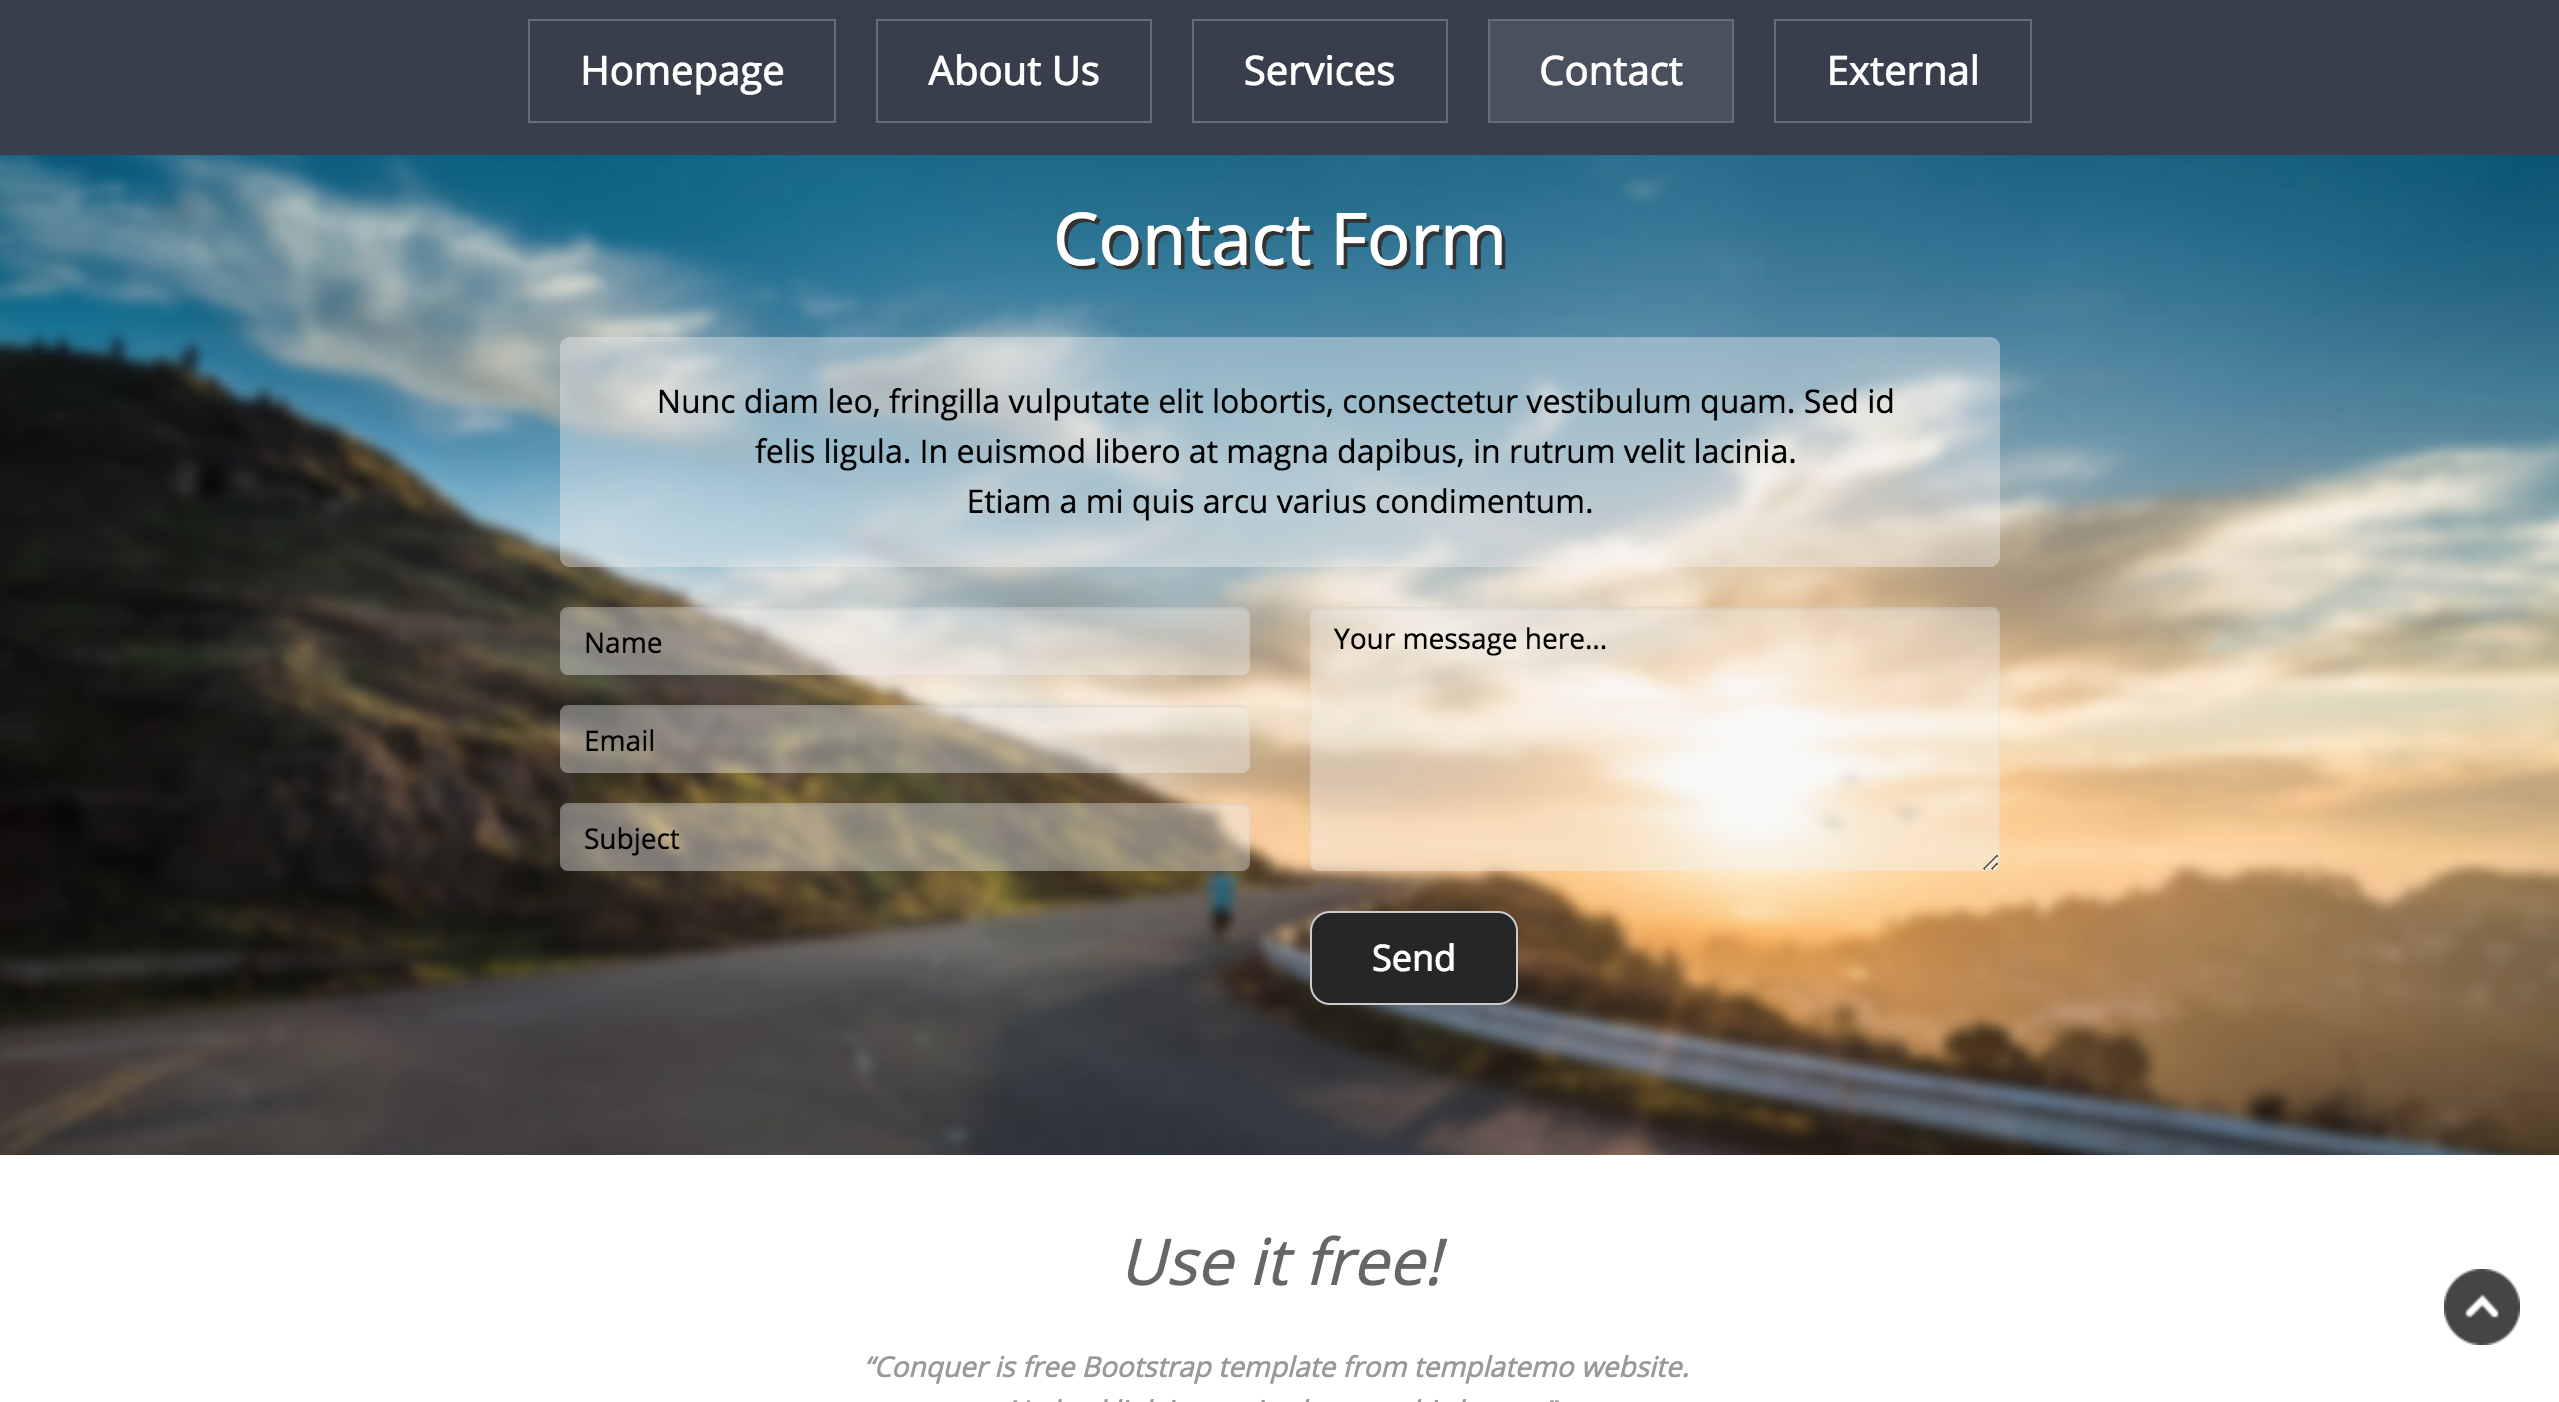 Homepage
About Us
Services
Contact
External
Contact Form
Nunc diam leo, fringilla vulputate elit lobortis, consectetur vestibulum quam. Sed id
felis ligula. In euismod libero at magna dapibus, in rutrum velit lacinia.
Etiam a mi quis arcu varius condimentum.
Name
Email
Subject
Your message here...
Send
Use it free!
“Conquer is free Bootstrap template from templatemo website.